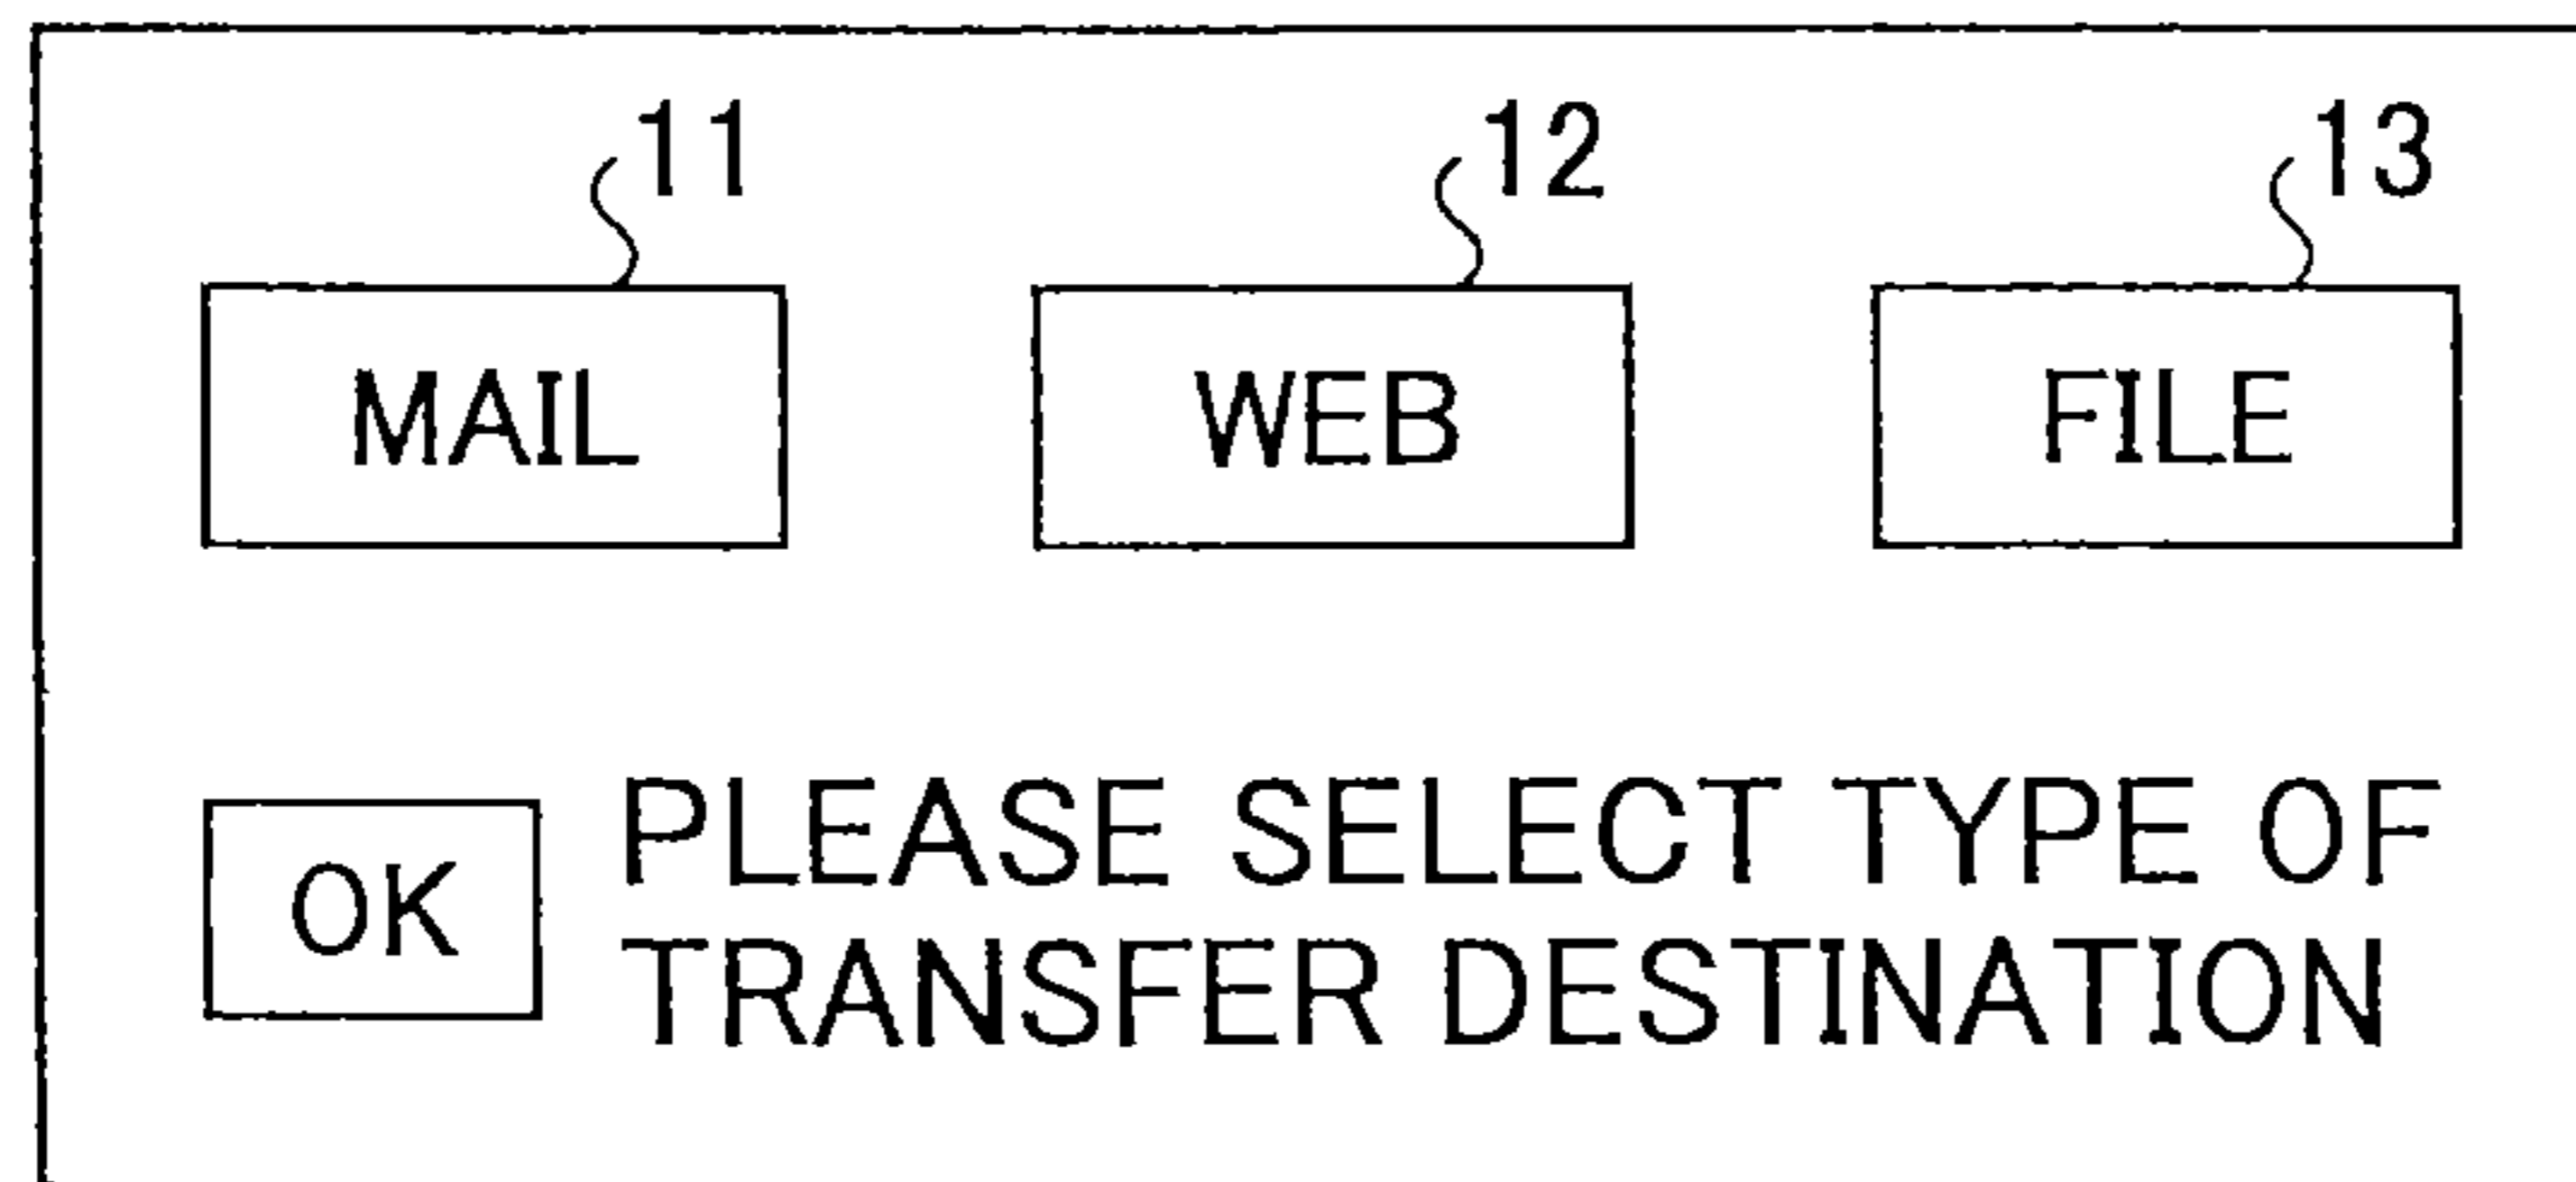 11 12 13
MAIL WEB FILE
OK PLEASE SELECT TYPE OF
TRANSFER DESTINATION